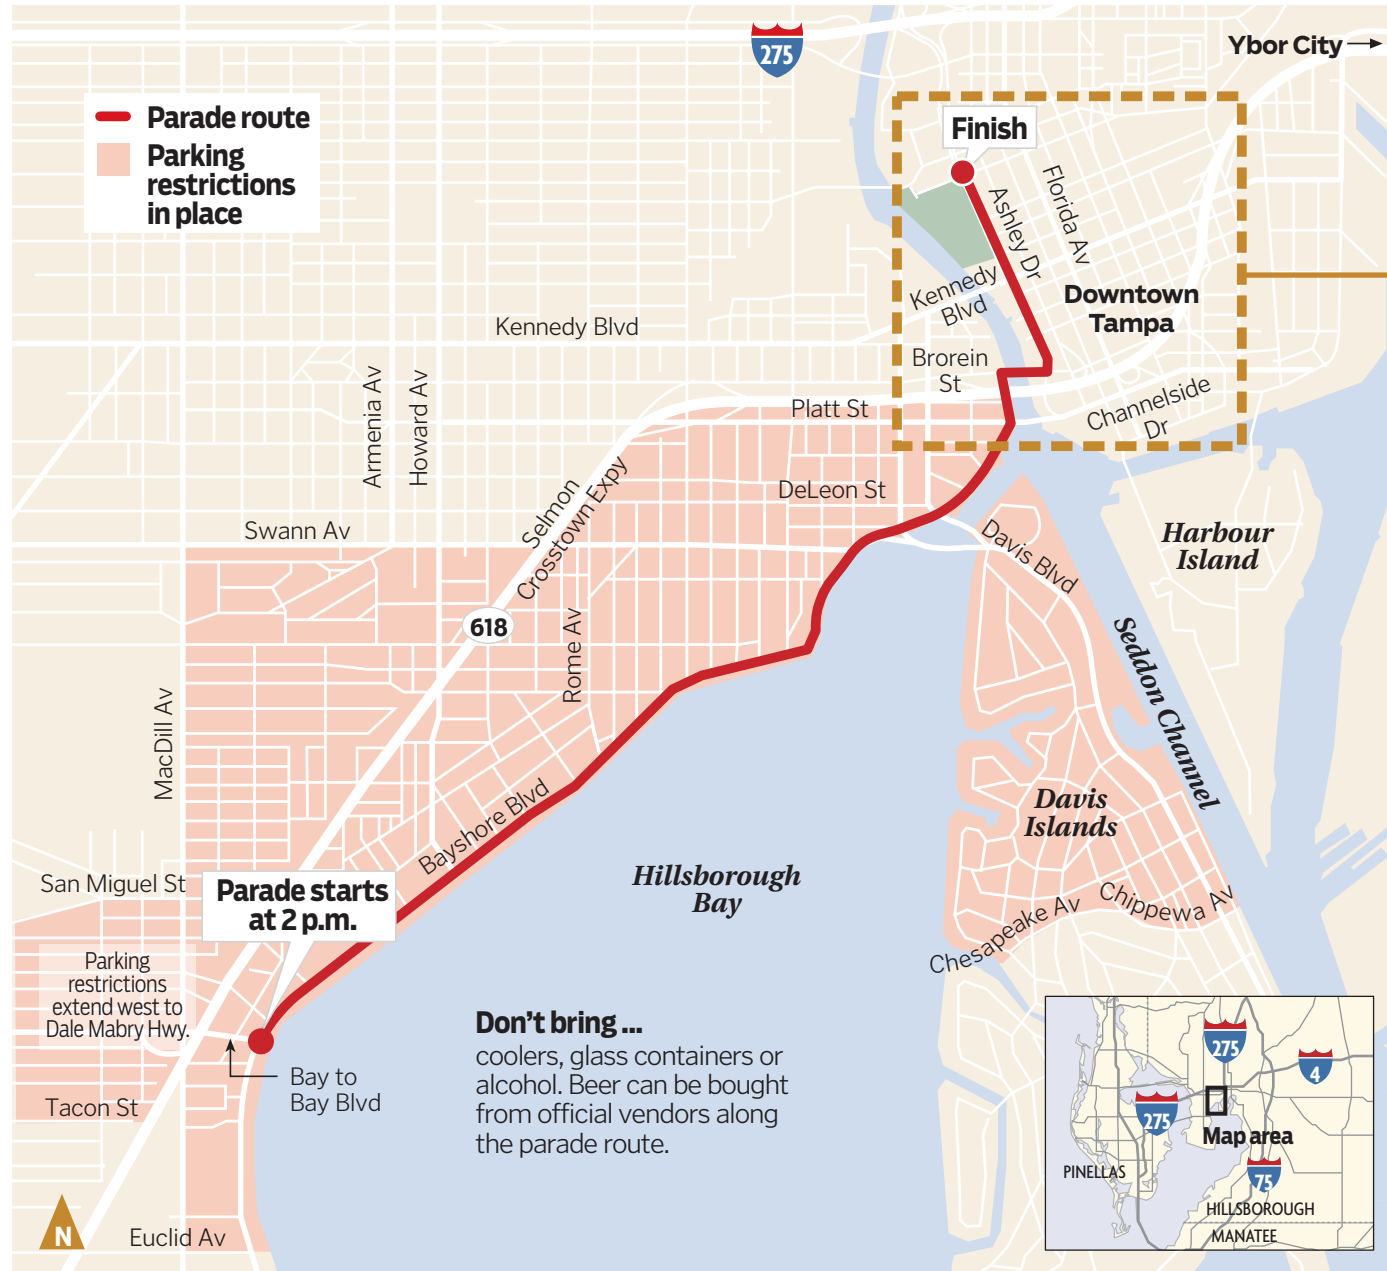 275
Ybor City
Parade route
Parking
restrictions
in place
Finish
Ashley Dr
Florida Av
Kennedy
Blvd
Downtown
Tampa
Kennedy Blvd
Brorein
St
Armenia Av
Howard Av
Platt St
Channelside
Dr
Selmon
Crosstown Expy
DeLeon St
Swann Av
Davis Blvd
Harbour
Island
618
Rome Av
Seddon Channel
MacDill Av
Bayshore Blvd
Davis
Islands
San Miguel St
Parade starts
at 2 p.m.
Hillsborough
Bay
Chesapeake Av
Chippewa Av
Parking
restrictions
extend west to
Dale Mabry Hwy.
Don't bring ...
coolers, glass containers or
alcohol. Beer can be bought
from official vendors along
the parade route.
Bay to
Bay Blvd
Tacon St
Euclid Av
N
275
4
275
Map area
PINELLAS
75
HILLSBOROUGH
MANATEE